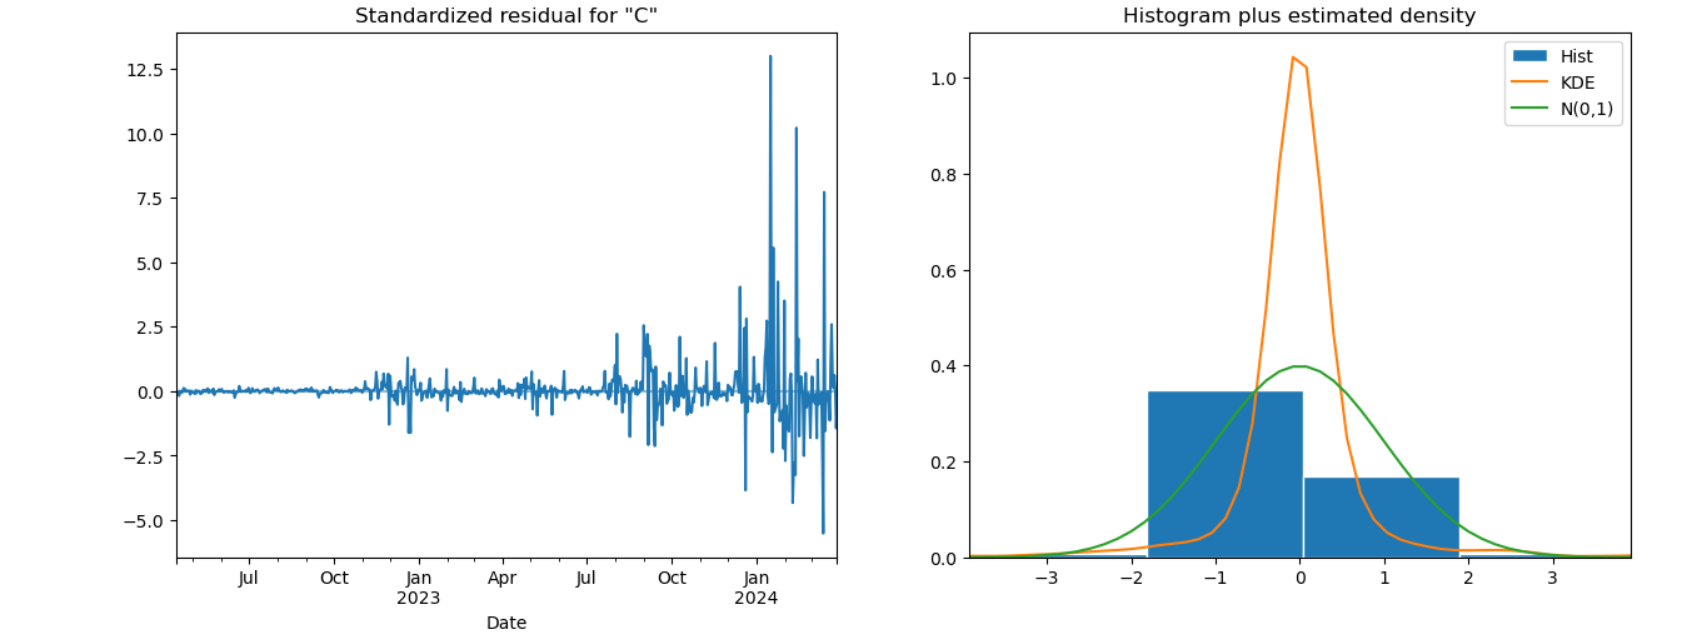 Standardized residual for "C"
12.5
10.0
7.5
5.0
2.5
0.0
−2.5
−5.0
Jul
Oct
Jan
2023
Apr
Jul
Oct
Jan
2024
Date
Histogram plus estimated density
Hist
KDE
N(0,1)
1.0
0.8
0.6
0.4
0.2
0.0
−3
−2
−1
0
1
2
3